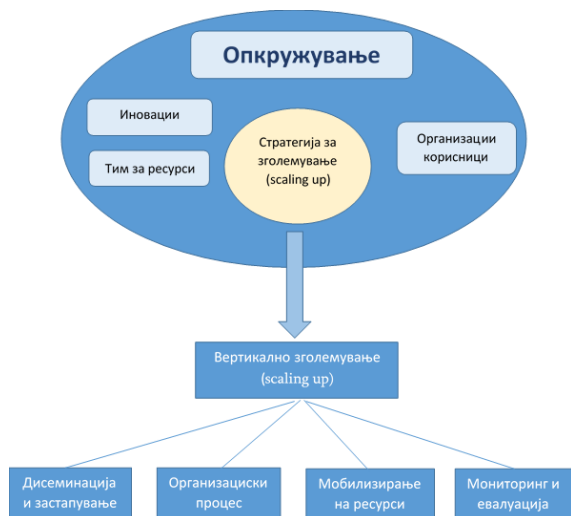 Опкружување
Иновации
Тим за ресурси
Стратегија за
зголемување
(scaling up)
Организации
корисници
Вертикално зголемување
(scaling up)
Дисеминација
и застапување
Организациски
процес
Мобилизирање
на ресурси
Мониторинг и
евалуација